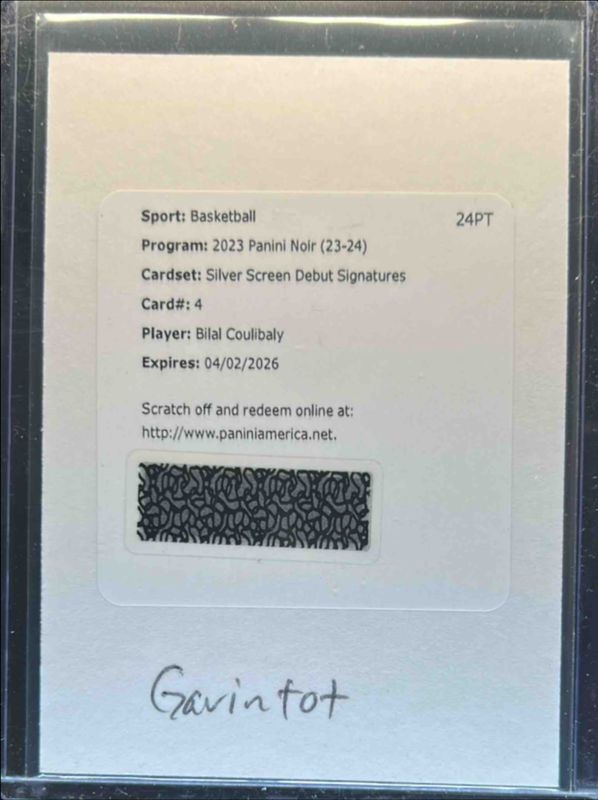 Sport: Basketball
24PT
Program: 2023 Panini Noir (23-24)
Cardset: Silver Screen Debut Signatures
Card#: 4
Player: Bilal Coulibaly
Expires: 04/02/2026
Scratch off and redeem online at:
http://www.paniniamerica.net.
Gavintot